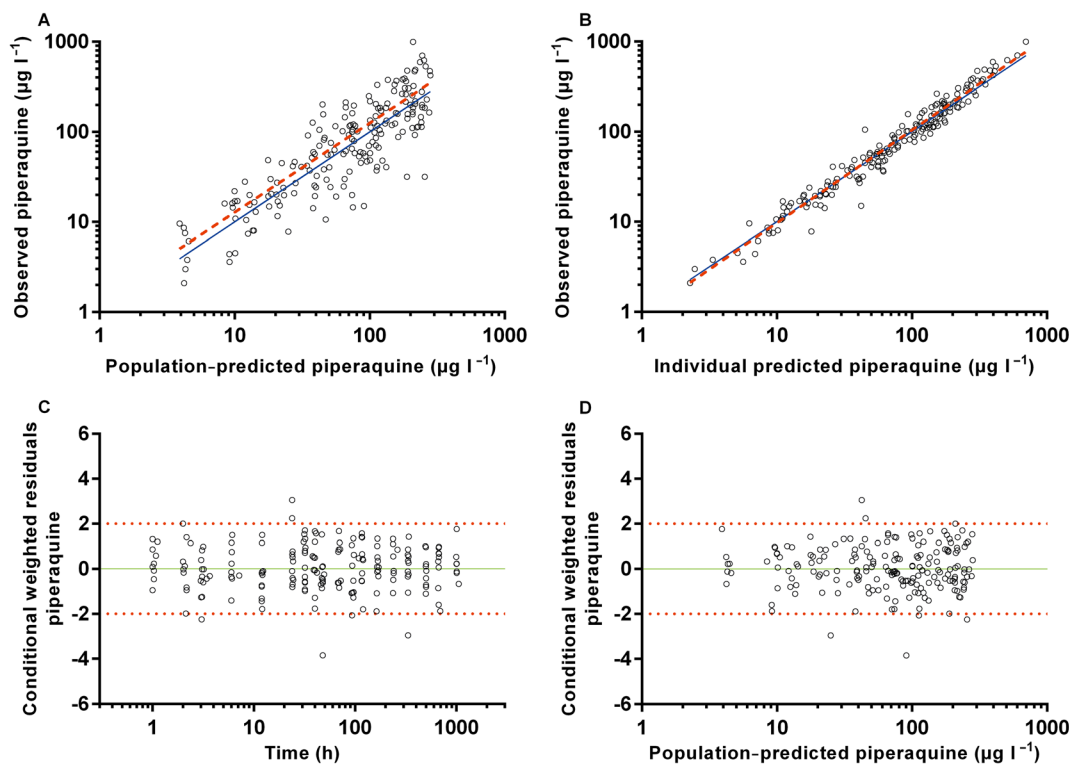 A
Observed piperaquine (µg l⁻¹)
1000
100
10
1
1 10 100 1000
Population-predicted piperaquine (µg l⁻¹)
B
Observed piperaquine (µg l⁻¹)
1000
100
10
1
1 10 100 1000
Individual predicted piperaquine (µg l⁻¹)
C
Conditional weighted residuals
piperaquine
6
4
2
0
-2
-4
-6
1 10 100 1000
Time (h)
D
Conditional weighted residuals
piperaquine
6
4
2
0
-2
-4
-6
1 10 100 1000
Population-predicted piperaquine (µg l⁻¹)